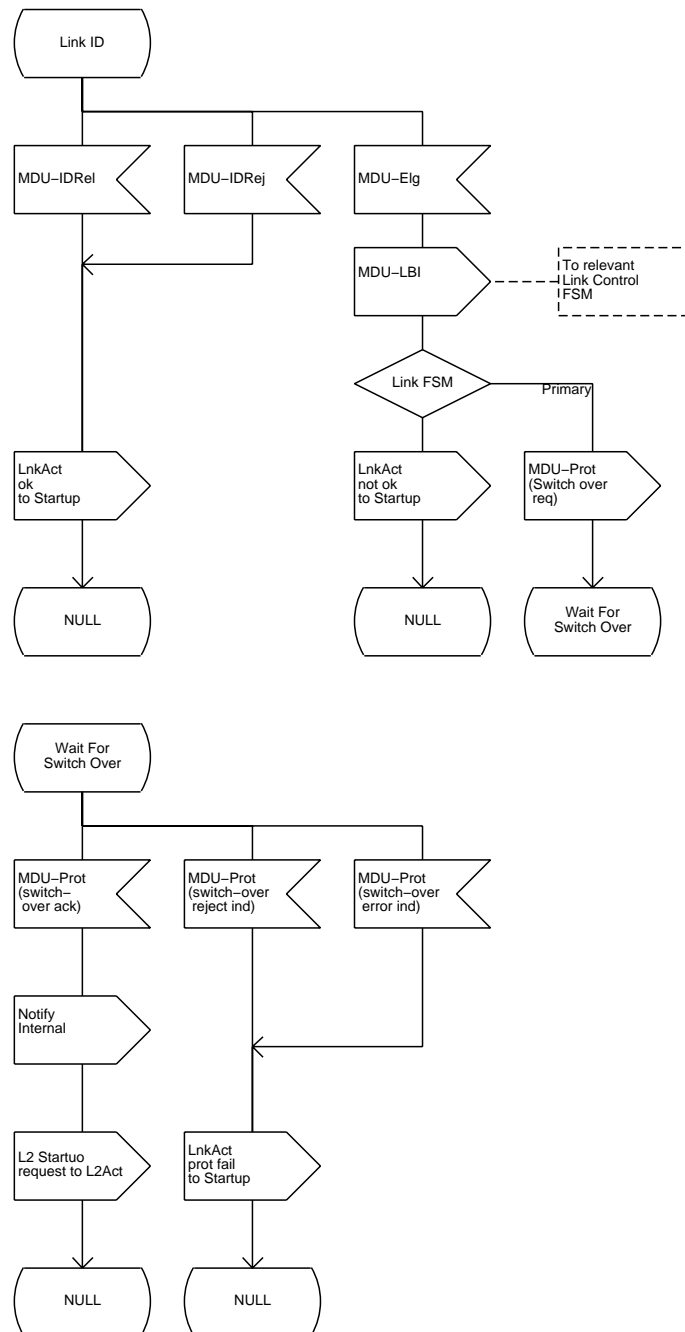 Link ID
MDU−IDRel
MDU−IDRej
MDU−Elg
MDU−LBI
To relevant
Link Control
FSM
Link FSM
Primary
LnkAct
ok
to Startup
LnkAct
not ok
to Startup
MDU−Prot
(Switch over
req)
NULL
NULL
Wait For
Switch Over
Wait For
Switch Over
MDU−Prot
(switch−
over ack)
MDU−Prot
(switch−over
reject ind)
MDU−Prot
(switch−over
error ind)
Notify
Internal
L2 Startuo
request to L2Act
LnkAct
prot fail
to Startup
NULL
NULL